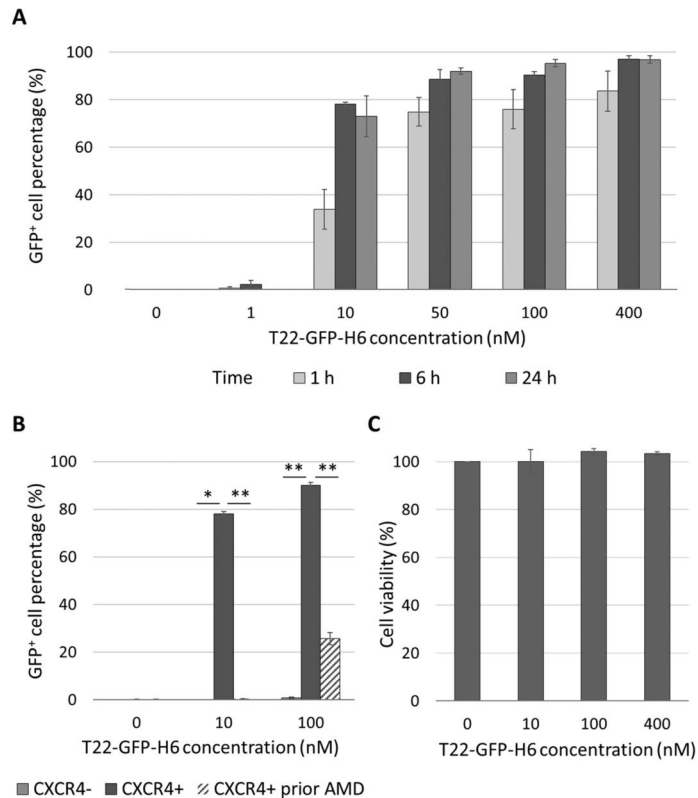 A
100
80
60
40
20
0
GFP+ cell percentage (%)
0 1 10 50 100 400
T22-GFP-H6 concentration (nM)
Time 1 h 6 h 24 h
B
100
80
60
40
20
0
GFP+ cell percentage (%)
* ** ** **
0 10 100
T22-GFP-H6 concentration (nM)
CXCR4- CXCR4+ CXCR4+ prior AMD
C
100
80
60
40
20
0
Cell viability (%)
0 10 100 400
T22-GFP-H6 concentration (nM)